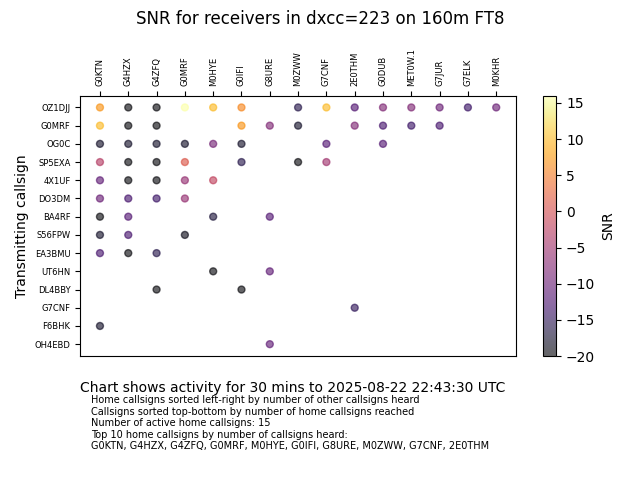 SNR for receivers in dxcc=223 on 160m FT8
G0KTN G4HZX G4ZFQ G0MRF M0HYE G0IFI G8URE M0ZWW G7CNF 2E0THM G0DUB MET0W.1 G7JUR G7ELK M0KHR
OZ1DJJ
G0MRF
OG0C
SP5EXA
4X1UF
DO3DM
BA4RF
S56FPW
EA3BMU
UT6HN
DL4BBY
G7CNF
F6BHK
OH4EBD
Transmitting callsign
15
10
5
0
−5
−10
−15
−20
SNR
Chart shows activity for 30 mins to 2025-08-22 22:43:30 UTC
Home callsigns sorted left-right by number of other callsigns heard
Callsigns sorted top-bottom by number of home callsigns reached
Number of active home callsigns: 15
Top 10 home callsigns by number of callsigns heard:
G0KTN, G4HZX, G4ZFQ, G0MRF, M0HYE, G0IFI, G8URE, M0ZWW, G7CNF, 2E0THM